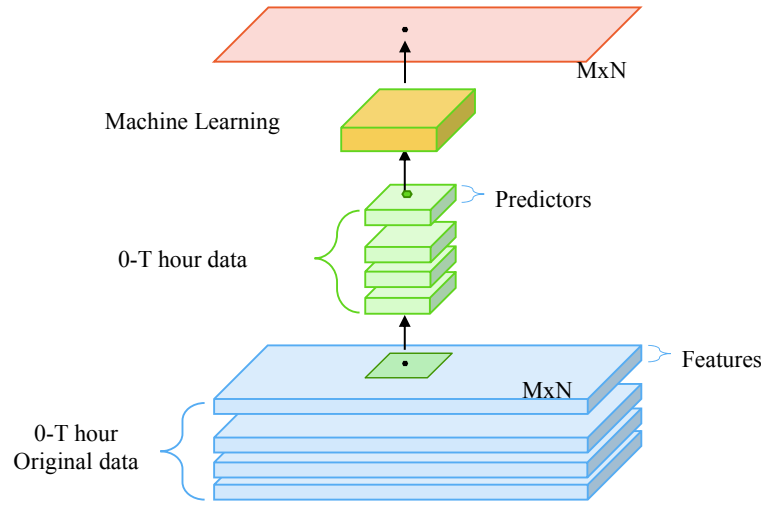 MxN
Machine Learning
Predictors
0-T hour data
Features
MxN
0-T hour
Original data